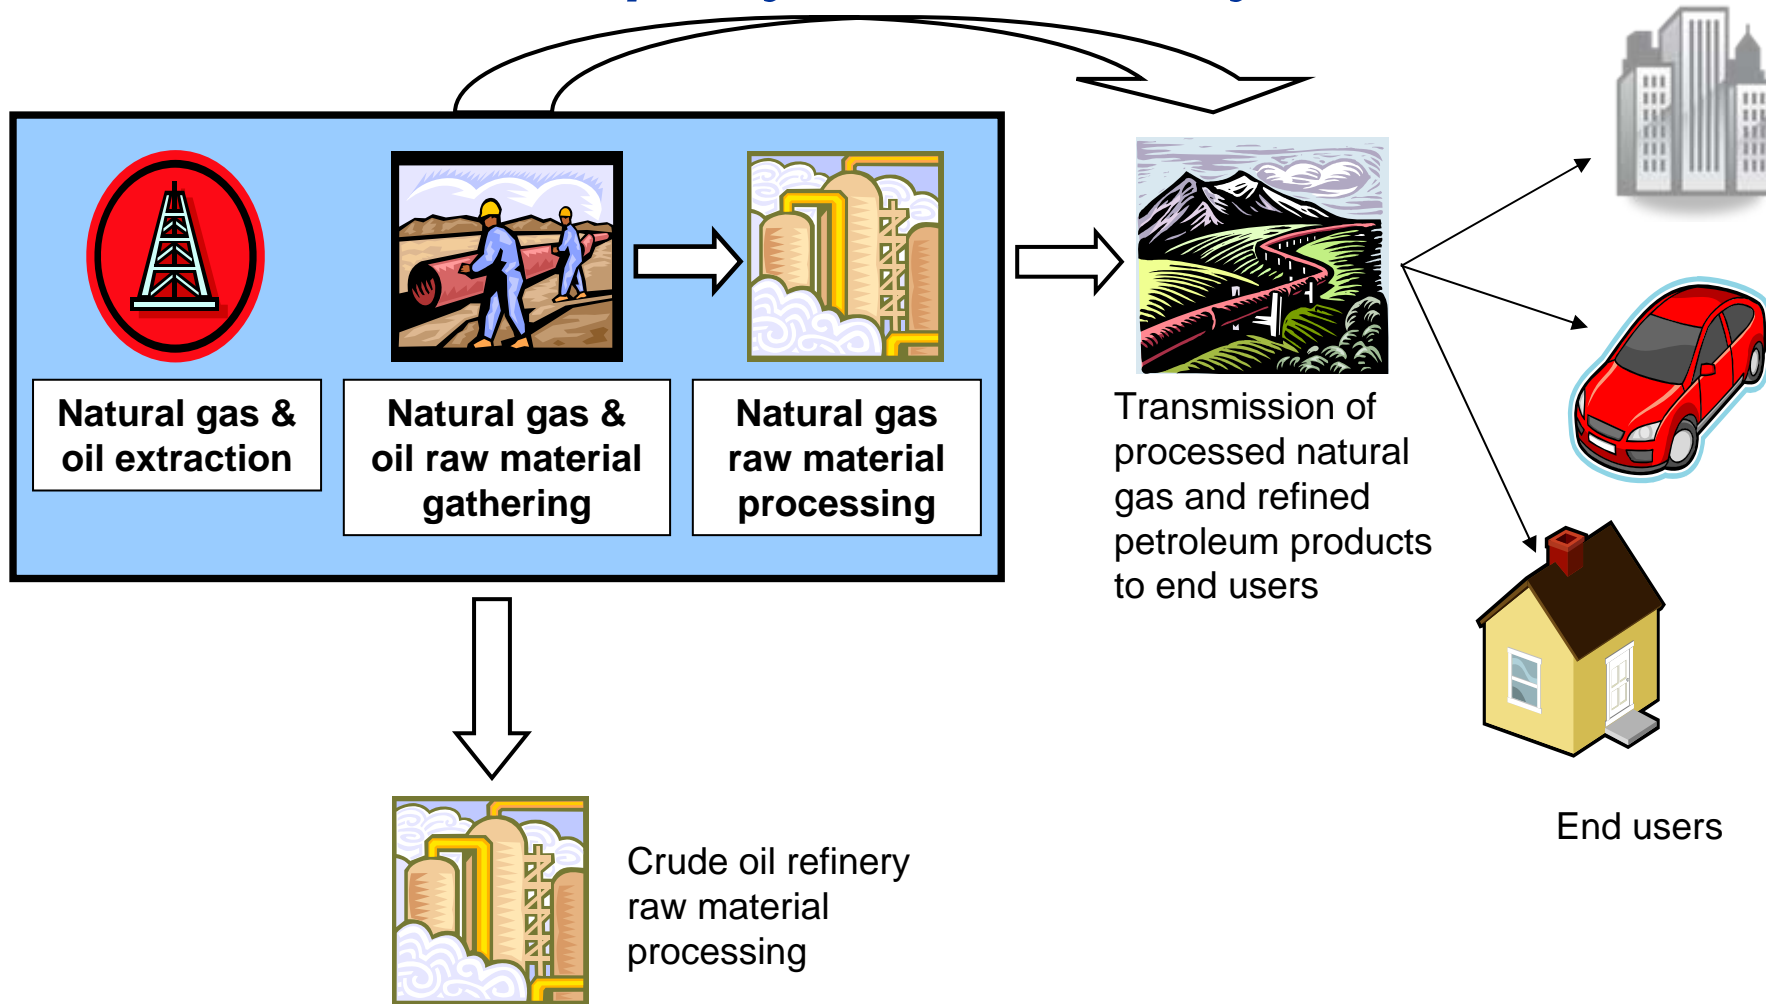 Natural gas &
oil extraction
Natural gas &
oil raw material
gathering
Natural gas
raw material
processing
Transmission of
processed natural
gas and refined
petroleum products
to end users
End users
Crude oil refinery
raw material
processing